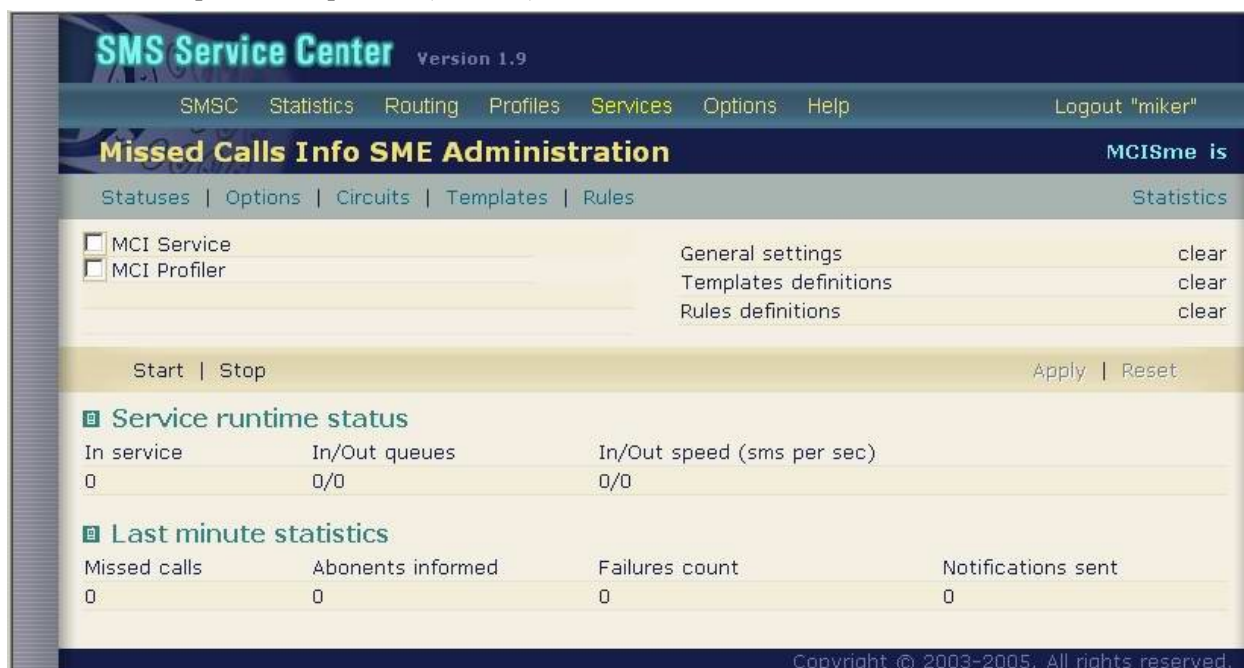 SMS Service Center Version 1.9
SMSC Statistics Routing Profiles Services Options Help Logout "miker"
Missed Calls Info SME Administration MCISme is
Statuses | Options | Circuits | Templates | Rules Statistics
MCI Service
MCI Profiler
General settings clear
Templates definitions clear
Rules definitions clear
Start | Stop Apply | Reset
Service runtime status
In service In/Out queues In/Out speed (sms per sec)
0 0/0 0/0
Last minute statistics
Missed calls Abonents informed Failures count Notifications sent
0 0 0 0
Copyright © 2003-2005. All rights reserved.